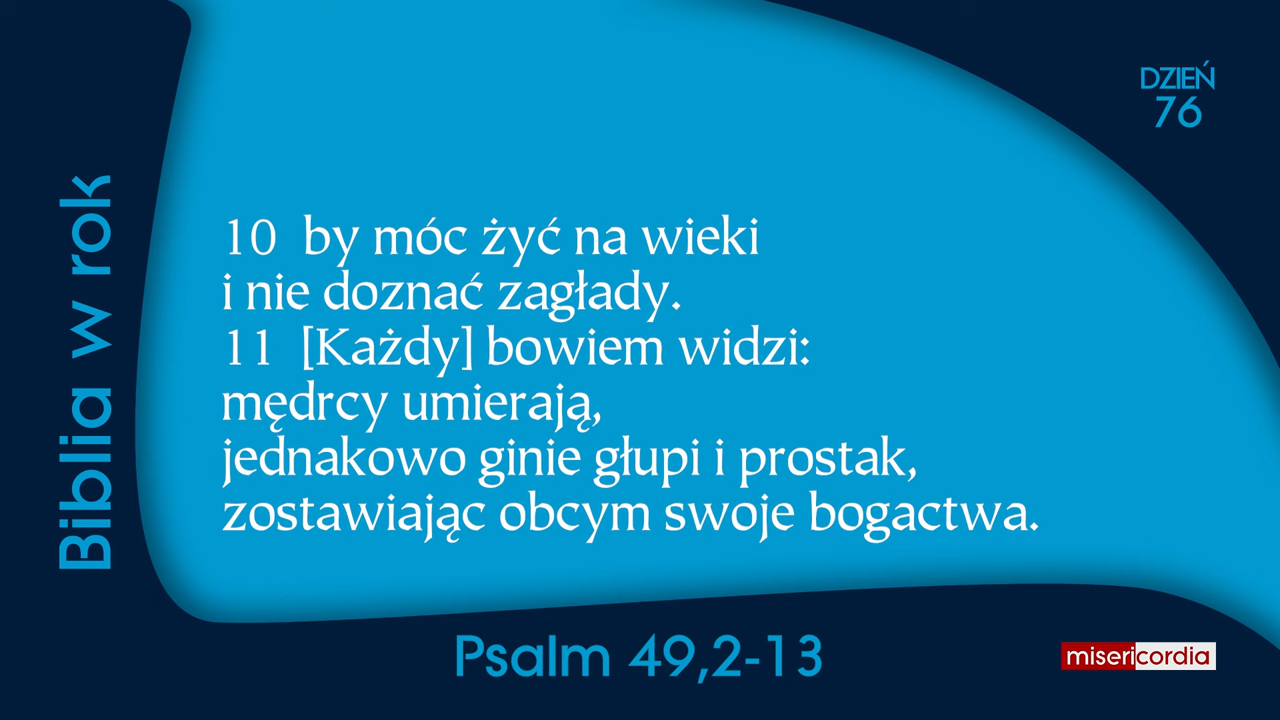 DZIEŃ
76
Biblia w rok
10 by móc żyć na wieki
i nie doznać zagłady.
11 [Każdy] bowiem widzi:
mędrcy umierają,
jednakowo ginie głupi i prostak,
zostawiając obcym swoje bogactwa.
Psalm 49,2-13
misericordia